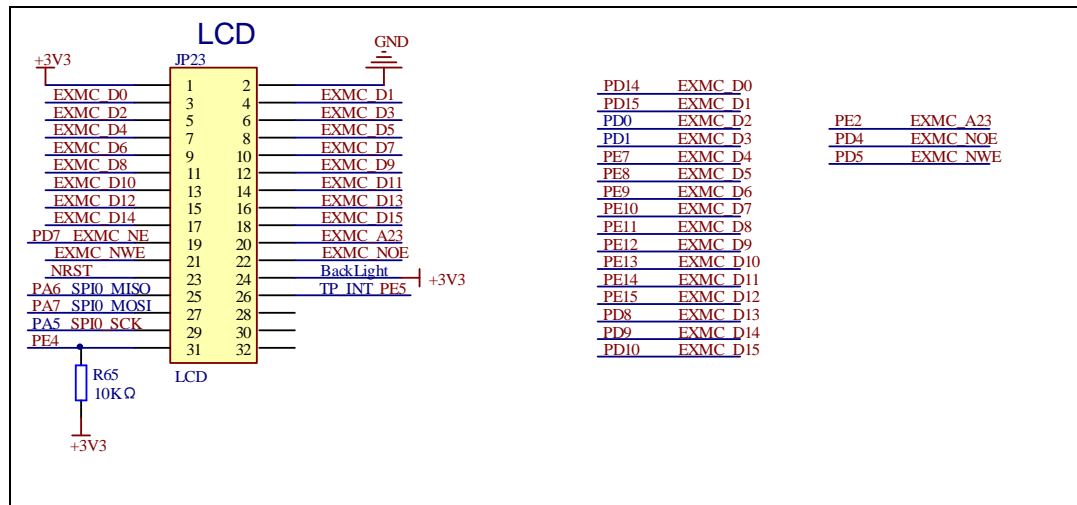 LCD
GND
+3V3 JP23
1 2
EXMC_D0 3 4 EXMC_D1
EXMC_D2 5 6 EXMC_D3
EXMC_D4 7 8 EXMC_D5
EXMC_D6 9 10 EXMC_D7
EXMC_D8 11 12 EXMC_D9
EXMC_D10 13 14 EXMC_D11
EXMC_D12 15 16 EXMC_D13
EXMC_D14 17 18 EXMC_D15
PD7 EXMC_NE 19 20 EXMC_A23
EXMC_NWE 21 22 EXMC_NOE
NRST 23 24 BackLight +3V3
PA6 SPI0_MISO 25 26 TP_INT PE5
PA7 SPI0_MOSI 27 28
PA5 SPI0_SCK 29 30
PE4 31 32
R65 LCD
10KΩ
+3V3
PD14 EXMC_D0
PD15 EXMC_D1
PD0 EXMC_D2
PD1 EXMC_D3
PE7 EXMC_D4
PE8 EXMC_D5
PE9 EXMC_D6
PE10 EXMC_D7
PE11 EXMC_D8
PE12 EXMC_D9
PE13 EXMC_D10
PE14 EXMC_D11
PE15 EXMC_D12
PD8 EXMC_D13
PD9 EXMC_D14
PD10 EXMC_D15
PE2 EXMC_A23
PD4 EXMC_NOE
PD5 EXMC_NWE